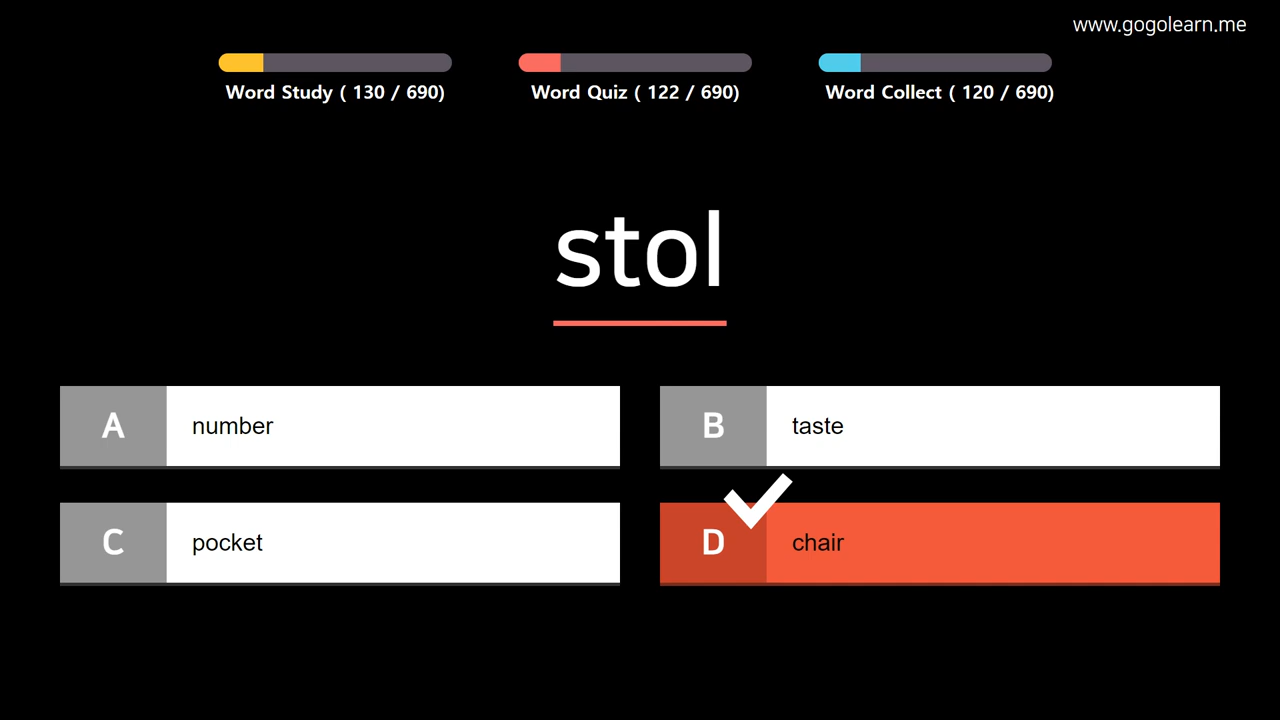 www.gogolearn.me
Word Study ( 130 / 690)
Word Quiz ( 122 / 690)
Word Collect ( 120 / 690)
stol
A number
B taste
C pocket
D chair